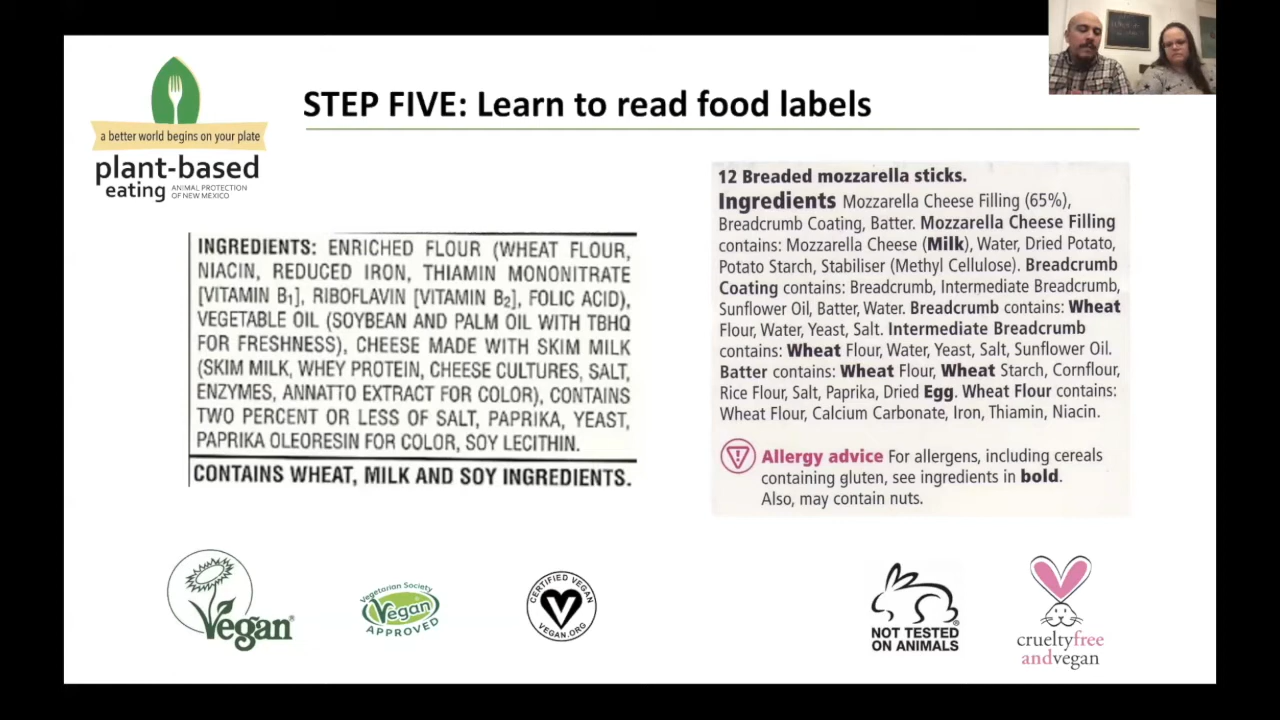 STEP FIVE: Learn to read food labels
a better world begins on your plate
plant-based
eating ANIMAL PROTECTION
OF NEW MEXICO
INGREDIENTS: ENRICHED FLOUR (WHEAT FLOUR,
NIACIN, REDUCED IRON, THIAMIN MONONITRATE
[VITAMIN B₁], RIBOFLAVIN [VITAMIN B₂], FOLIC ACID),
VEGETABLE OIL (SOYBEAN AND PALM OIL WITH TBHQ
FOR FRESHNESS), CHEESE MADE WITH SKIM MILK
(SKIM MILK, WHEY PROTEIN, CHEESE CULTURES, SALT,
ENZYMES, ANNATTO EXTRACT FOR COLOR), CONTAINS
TWO PERCENT OR LESS OF SALT, PAPRIKA, YEAST,
PAPRIKA OLEORESIN FOR COLOR, SOY LECITHIN.
CONTAINS WHEAT, MILK AND SOY INGREDIENTS.
12 Breaded mozzarella sticks.
Ingredients Mozzarella Cheese Filling (65%),
Breadcrumb Coating, Batter. Mozzarella Cheese Filling
contains: Mozzarella Cheese (Milk), Water, Dried Potato,
Potato Starch, Stabiliser (Methyl Cellulose). Breadcrumb
Coating contains: Breadcrumb, Intermediate Breadcrumb,
Sunflower Oil, Batter, Water. Breadcrumb contains: Wheat
Flour, Water, Yeast, Salt. Intermediate Breadcrumb
contains: Wheat Flour, Water, Yeast, Salt, Sunflower Oil.
Batter contains: Wheat Flour, Wheat Starch, Cornflour,
Rice Flour, Salt, Paprika, Dried Egg. Wheat Flour contains:
Wheat Flour, Calcium Carbonate, Iron, Thiamin, Niacin.
Allergy advice For allergens, including cereals
containing gluten, see ingredients in bold.
Also, may contain nuts.
Vegan®
Vegetarian Society
Vegan
APPROVED
CERTIFIED VEGAN
VEGAN.ORG
NOT TESTED
ON ANIMALS
crueltyfree
andvegan